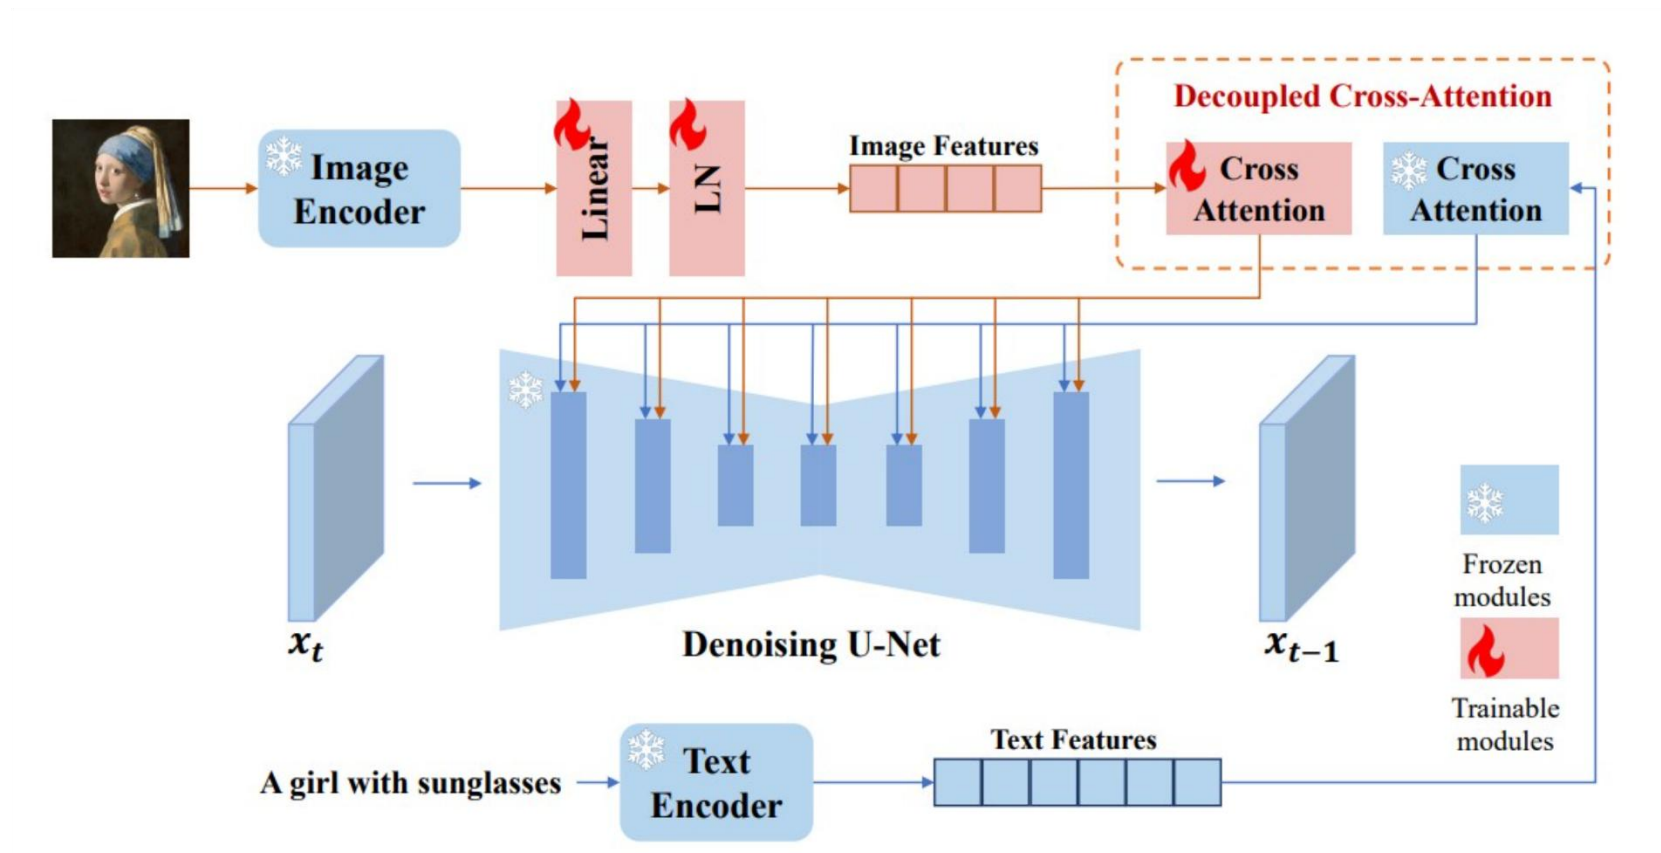 Decoupled Cross-Attention
Image
Encoder
Linear
LN
Image Features
Cross
Attention
Cross
Attention
x_t
Denoising U-Net
x_{t-1}
Frozen
modules
Trainable
modules
A girl with sunglasses
Text
Encoder
Text Features